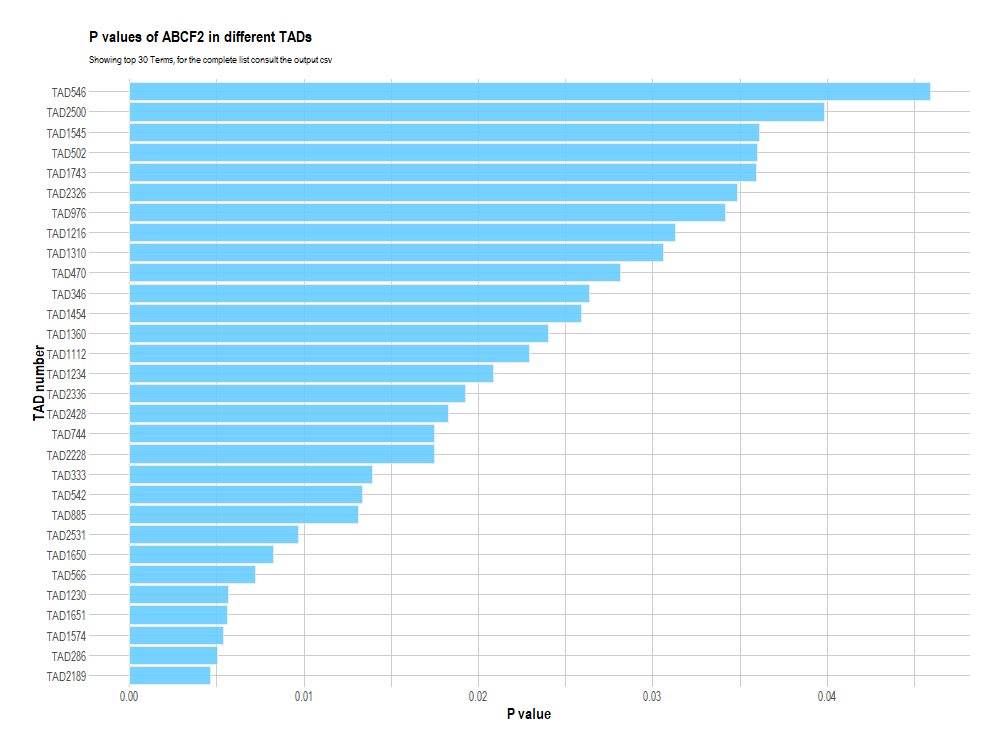 P values of ABCF2 in different TADs
Showing top 30 Terms, for the complete list consult the output csv
TAD546
TAD2500
TAD1545
TAD502
TAD1743
TAD2326
TAD976
TAD1216
TAD1310
TAD470
TAD346
TAD1454
TAD1360
TAD1112
TAD1234
TAD2336
TAD2428
TAD744
TAD2228
TAD333
TAD542
TAD885
TAD2531
TAD1650
TAD566
TAD1230
TAD1651
TAD1574
TAD286
TAD2189
TAD number
0.00 0.01 0.02 0.03 0.04
P value